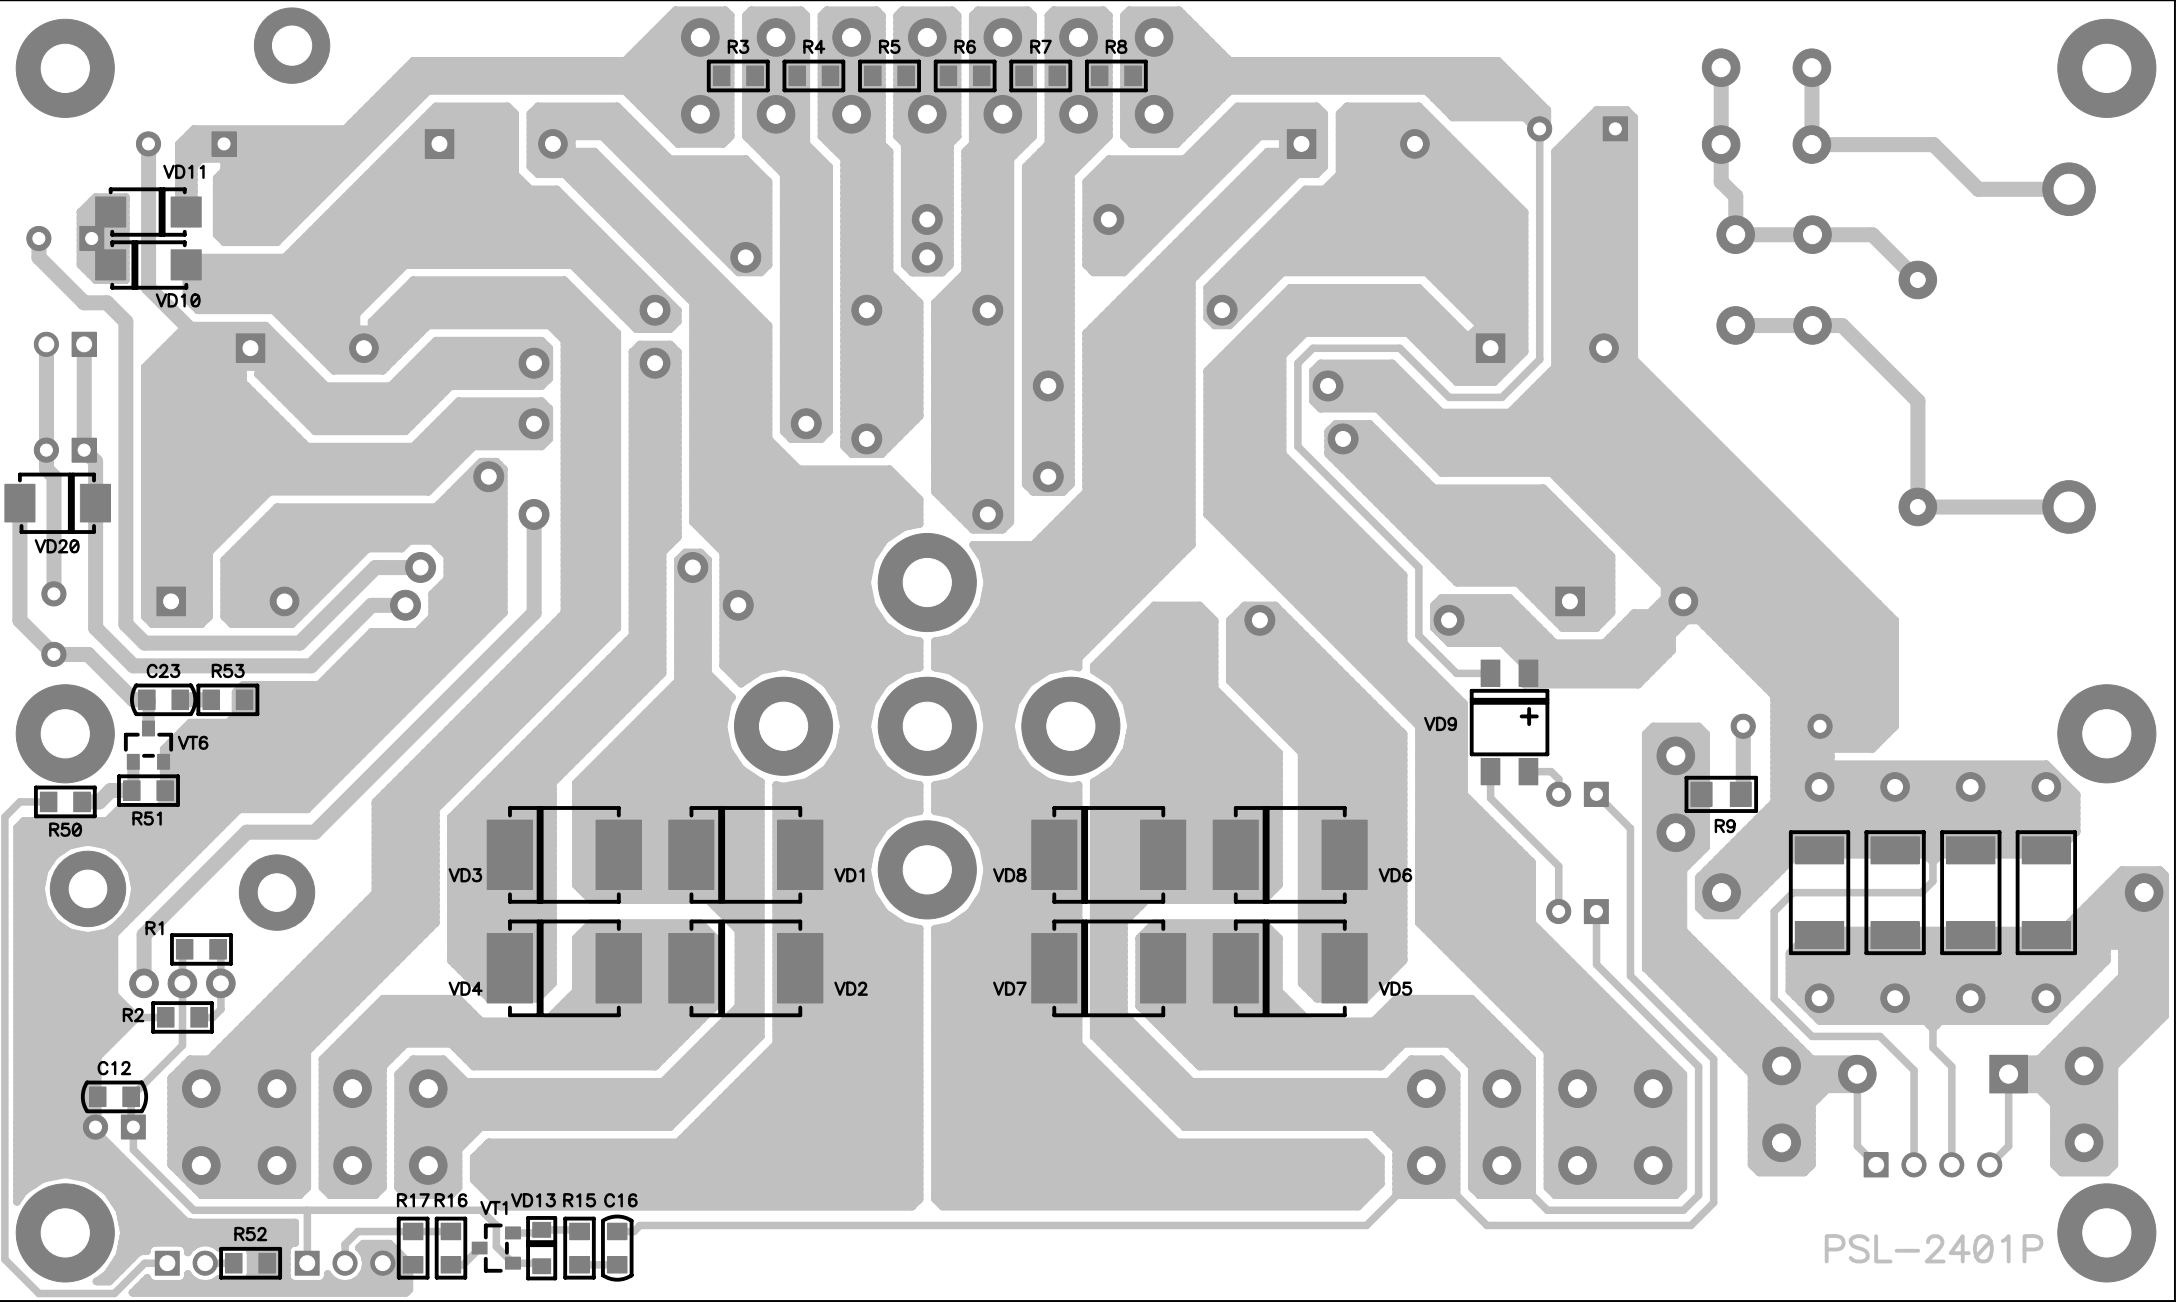 R3 R4 R5 R6 R7 R8
VD11
VD10
VD20
C23 R53
VT6
VD9
+
R50 R51
R9
VD3 VD1 VD8 VD6
R1
VD4 VD2 VD7 VD5
R2
C12
R17 R16 VT1 VD13 R15 C16
R52
PSL-2401P